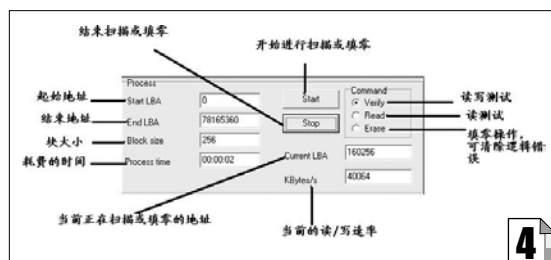 结束扫描或填零
开始进行扫描或填零
Process
起始地址
Start LBA
0
Start
Command
Verify
读写测试
结束地址
End LBA
78165360
Stop
Read
读测试
块大小
Block size
256
Erase
填零操作，
可清除逻辑错
误
耗费的时间
Process time
00:00:02
Current LBA
160256
KBytes/s
40064
当前正在扫描或填零的地址
当前的读/写速率
4